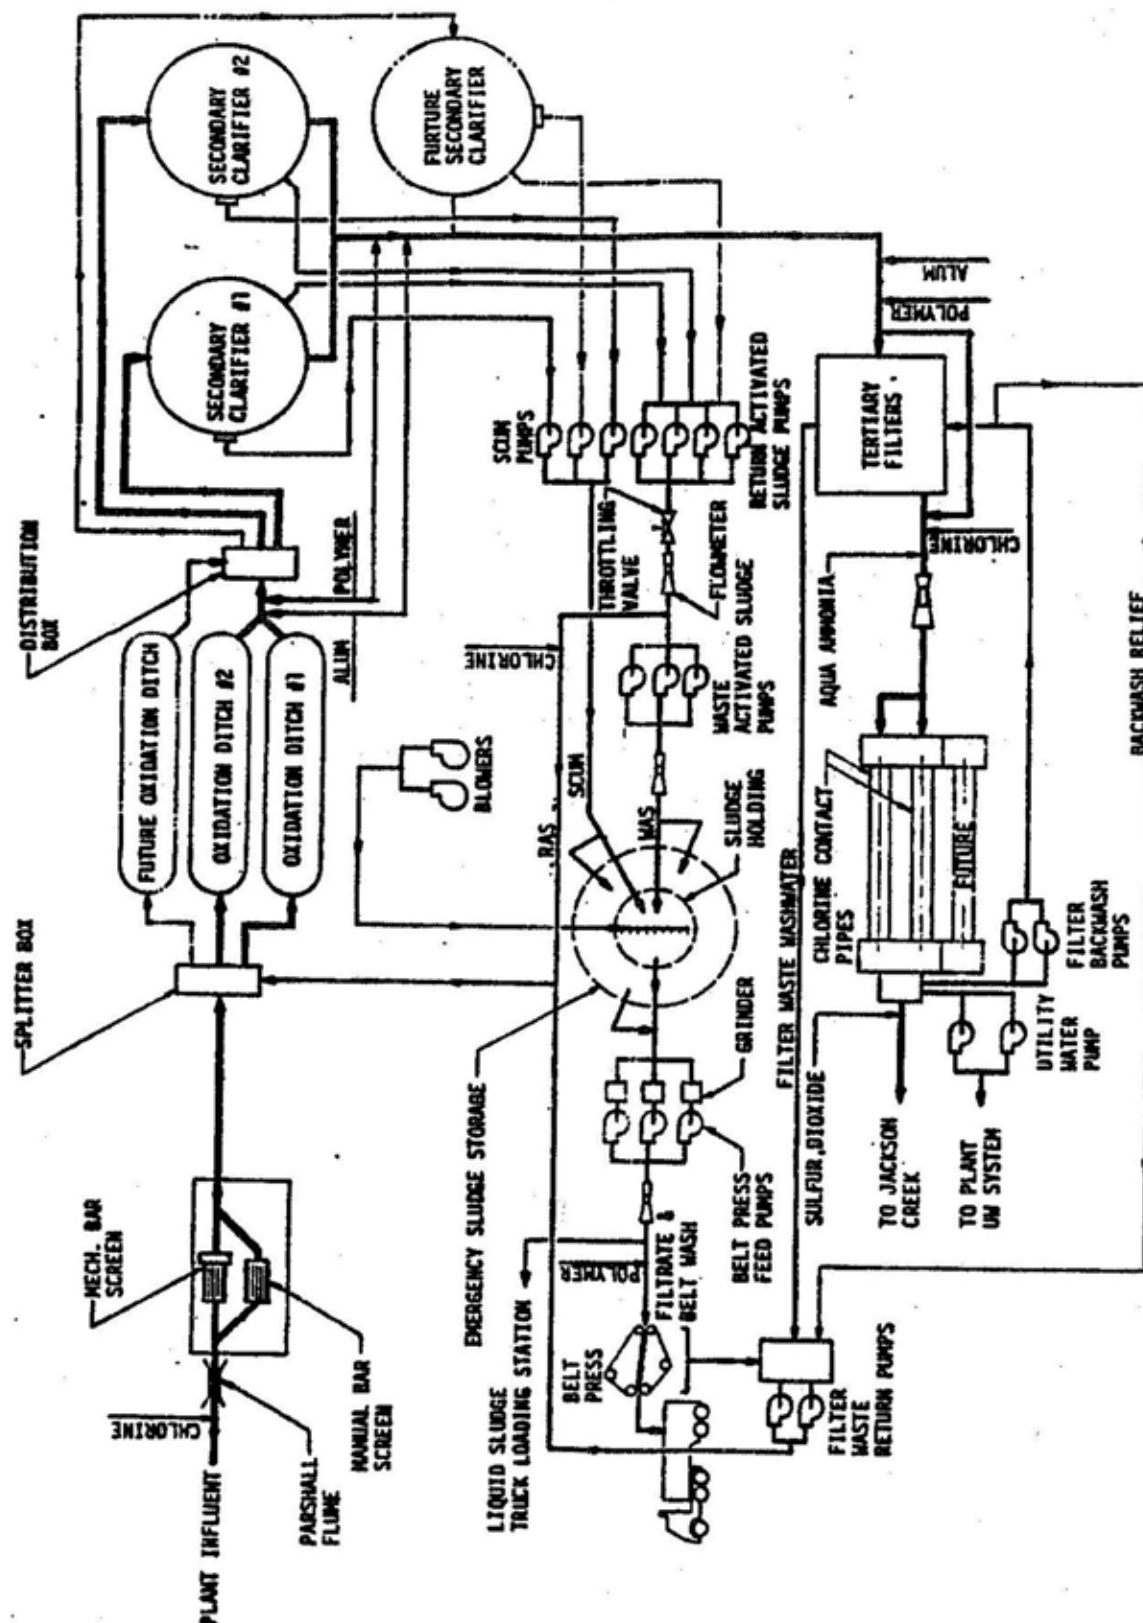 PLANT INFLUENT
CHLORINE
PARSHALL
FLUME
MECH. BAR
SCREEN
MANUAL BAR
SCREEN
SPLITTER BOX
FUTURE OXIDATION DITCH
OXIDATION DITCH #2
OXIDATION DITCH #1
DISTRIBUTION
BOX
ALUM
POLYMER
SECONDARY
CLARIFIER #1
SECONDARY
CLARIFIER #2
FURTURE
SECONDARY
CLARIFIER
BLOWERS
SCUM
PUMPS
RETURN ACTIVATED
SLUDGE PUMPS
THROTTLING
VALVE
FLOWMETER
CHLORINE
WASTE
ACTIVATED SLUDGE
PUMPS
SCUM
RAS
WAS
SLUDGE
HOLDING
EMERGENCY SLUDGE STORAGE
GRINDER
BELT PRESS
FEED PUMPS
LIQUID SLUDGE
TRUCK LOADING STATION
POLYMER
FILTRATE &
BELT WASH
BELT
PRESS
FILTER
WASTE
RETURN PUMPS
FILTER WASTE WASHWATER
ALUM
POLYMER
TERTIARY
FILTERS
CHLORINE
AQUA AMMONIA
CHLORINE CONTACT
PIPES
FUTURE
FILTER
BACKWASH
PUMPS
UTILITY
WATER
PUMP
SULFUR DIOXIDE
TO JACKSON
CREEK
TO PLANT
UW SYSTEM
BACKWASH RELIEF